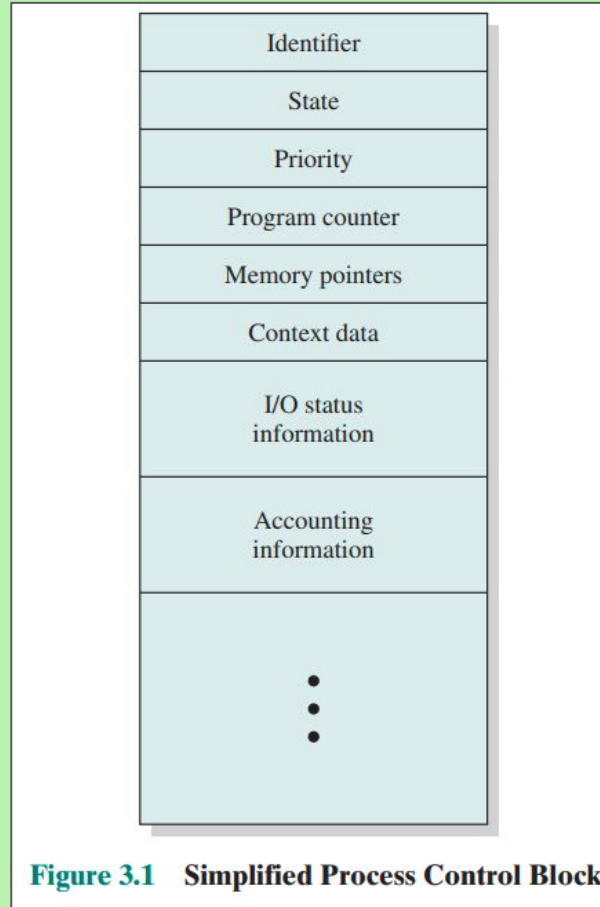 Identifier
State
Priority
Program counter
Memory pointers
Context data
I/O status
information
Accounting
information
Figure 3.1 Simplified Process Control Block